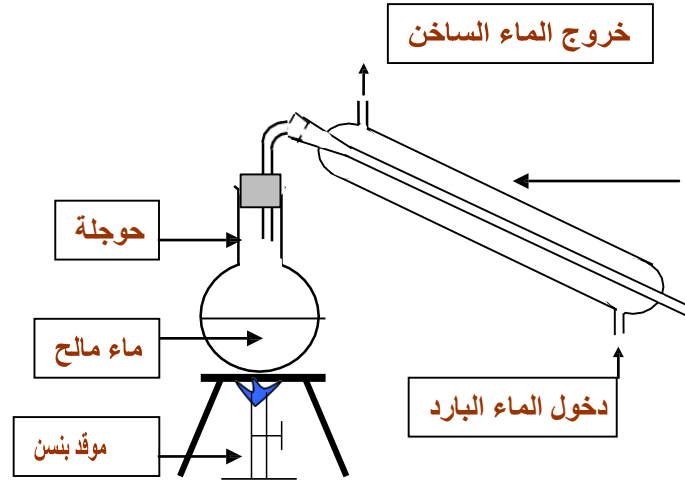 خروج الماء الساخن
حوجلة
ماء مالح
دخول الماء البارد
موقد بنسن